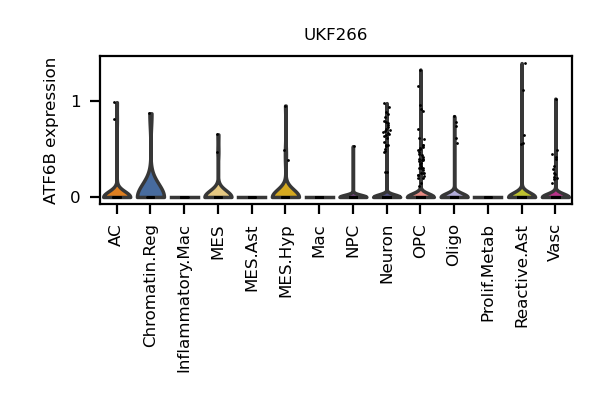 UKF266
ATF6B expression
1
0
AC
Chromatin.Reg
Inflammatory.Mac
MES
MES.Ast
MES.Hyp
Mac
NPC
Neuron
OPC
Oligo
Prolif.Metab
Reactive.Ast
Vasc